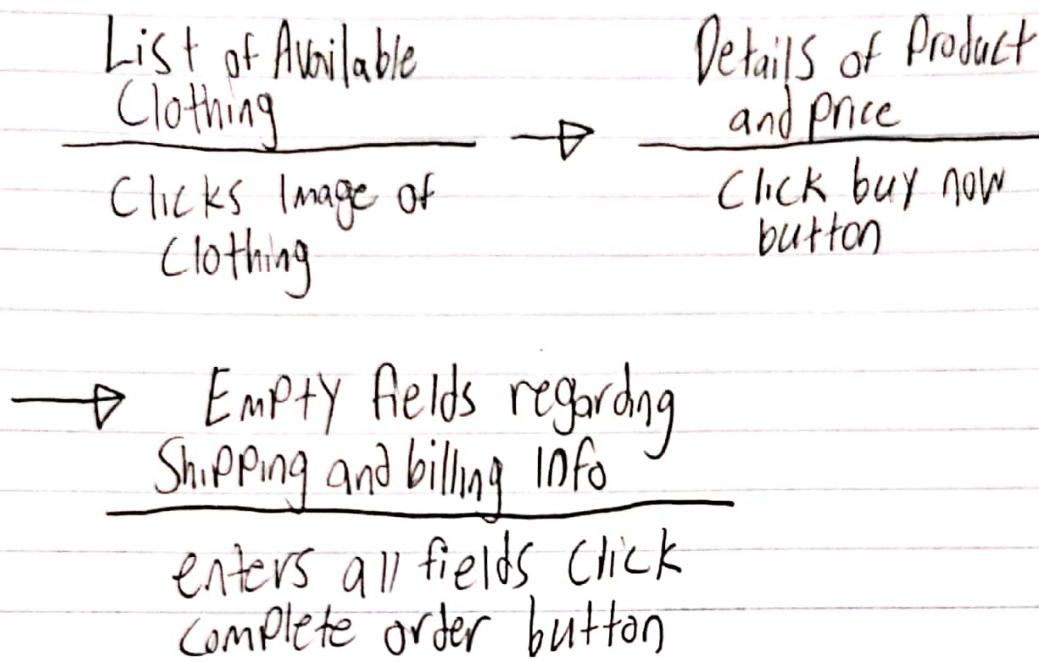 List of Available
Clothing
Clicks Image of
Clothing
Details of Product
and price
Click buy now
button
Empty fields regarding
Shipping and billing info
enters all fields Click
complete order button